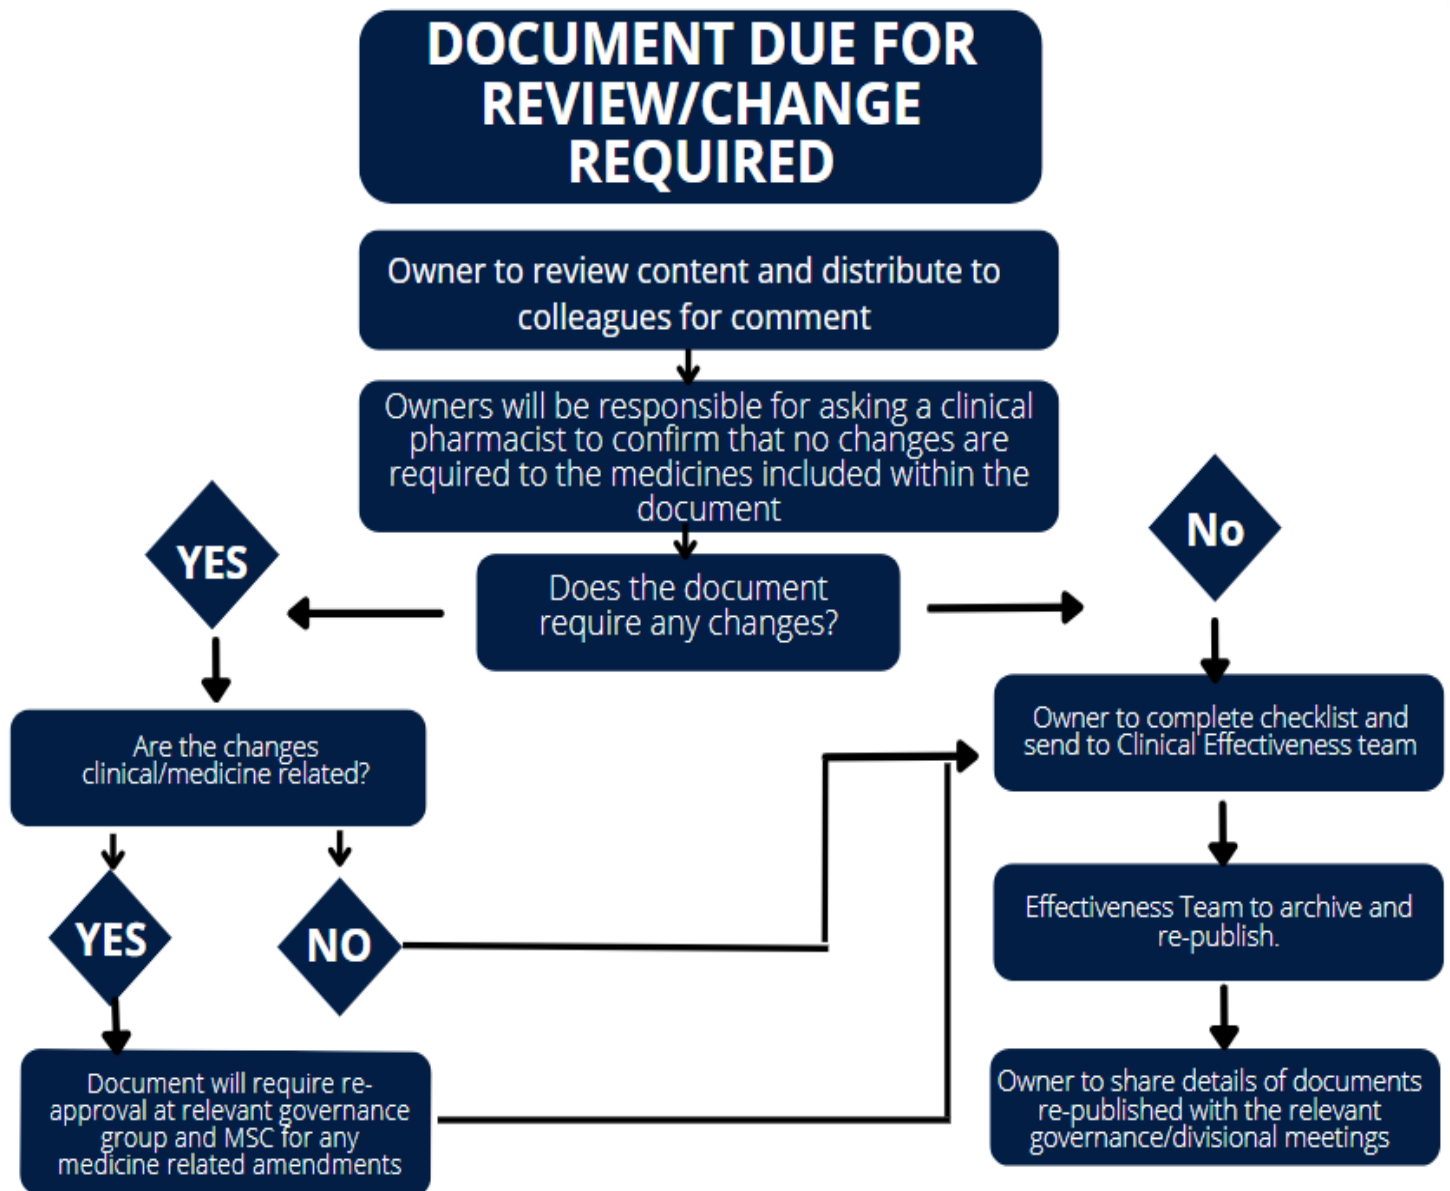 DOCUMENT DUE FOR
REVIEW/CHANGE
REQUIRED
Owner to review content and distribute to
colleagues for comment
Owners will be responsible for asking a clinical
pharmacist to confirm that no changes are
required to the medicines included within the
document
YES
No
Does the document
require any changes?
Are the changes
clinical/medicine related?
Owner to complete checklist and
send to Clinical Effectiveness team
YES
NO
Effectiveness Team to archive and
re-publish.
Document will require re-
approval at relevant governance
group and MSC for any
medicine related amendments
Owner to share details of documents
re-published with the relevant
governance/divisional meetings